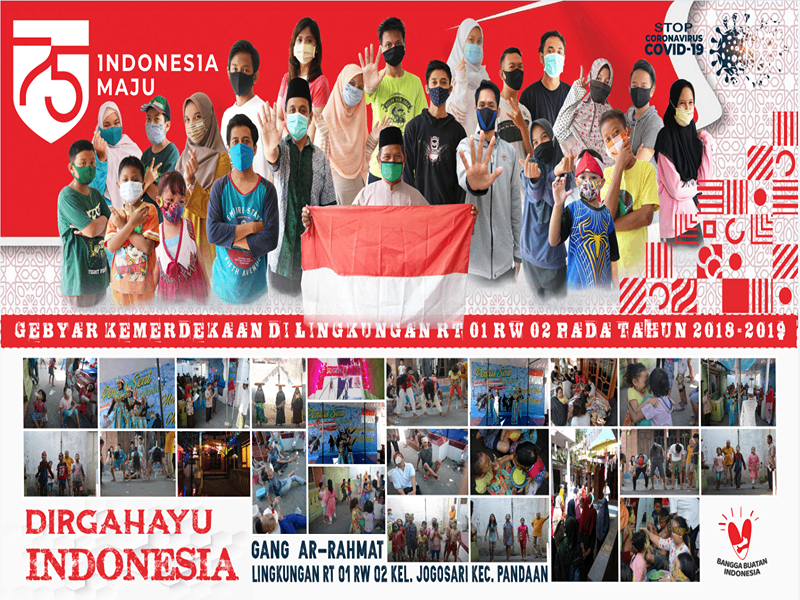 75
INDONESIA
MAJU
STOP
CORONAVIRUS
COVID-19
GEBYAR KEMERDEKAAN DI LINGKUNGAN RT 01 RW 02 PADA TAHUN 2018-2019
DIRGAHAYU
INDONESIA
GANG AR-RAHMAT
LINGKUNGAN RT 01 RW 02 KEL. JOGOSARI KEC. PANDAAN
BANGGA BUATAN
INDONESIA